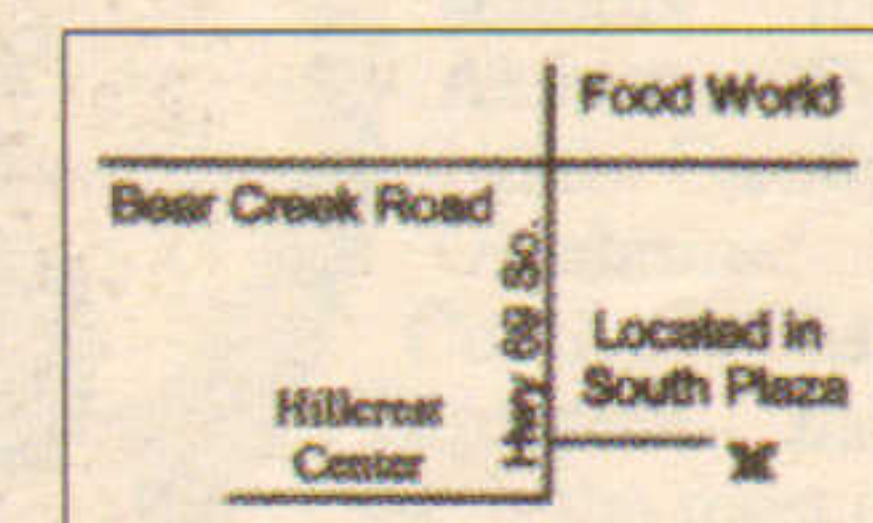 Food World
Bear Creek Road
Hwy 69 So.
Located in
South Plaza
Hillcrest
Center
X